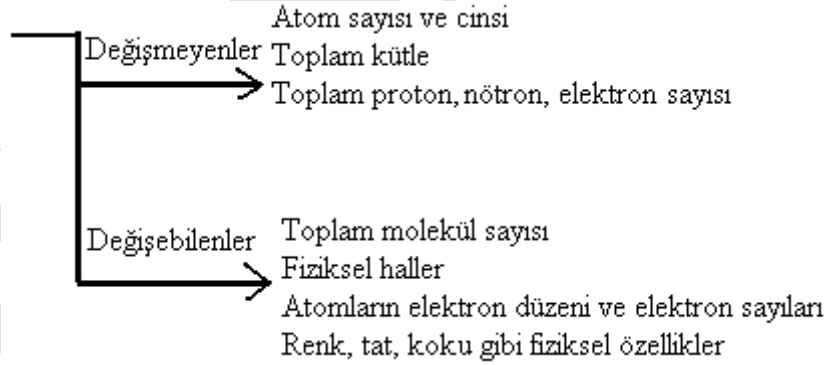 Atom sayısı ve cinsi
Değişmeyenler Toplam kütle
Toplam proton, nötron, elektron sayısı
Değişebilenler Toplam molekül sayısı
Fiziksel haller
Atomların elektron düzeni ve elektron sayıları
Renk, tat, koku gibi fiziksel özellikler